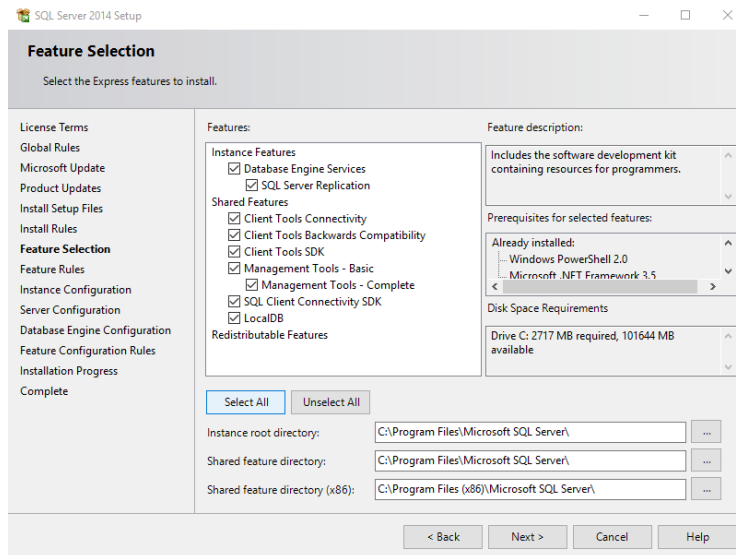 SQL Server 2014 Setup
Feature Selection
Select the Express features to install.
License Terms
Global Rules
Microsoft Update
Product Updates
Install Setup Files
Install Rules
Feature Selection
Feature Rules
Instance Configuration
Server Configuration
Database Engine Configuration
Feature Configuration Rules
Installation Progress
Complete
Features:
Instance Features
Database Engine Services
SQL Server Replication
Shared Features
Client Tools Connectivity
Client Tools Backwards Compatibility
Client Tools SDK
Management Tools - Basic
Management Tools - Complete
SQL Client Connectivity SDK
LocalDB
Redistributable Features
Feature description:
Includes the software development kit
containing resources for programmers.
Prerequisites for selected features:
Already installed:
Windows PowerShell 2.0
Microsoft .NET Framework 3.5
Disk Space Requirements
Drive C: 2717 MB required, 101644 MB
available
Select All
Unselect All
Instance root directory:
C:\Program Files\Microsoft SQL Server\
...
Shared feature directory:
C:\Program Files\Microsoft SQL Server\
...
Shared feature directory (x86):
C:\Program Files (x86)\Microsoft SQL Server\
...
< Back
Next >
Cancel
Help